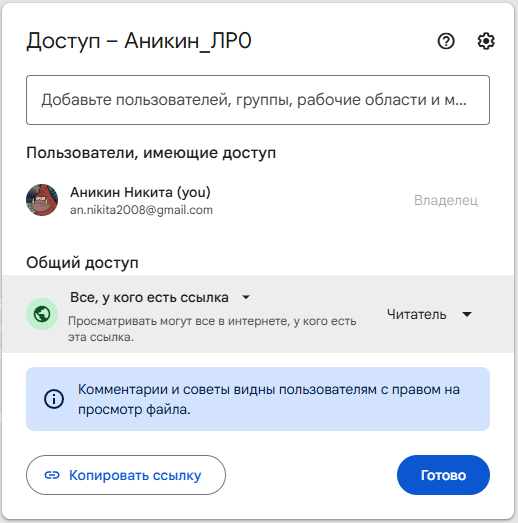 Доступ – Аникин_ЛР0
Добавьте пользователей, группы, рабочие области и м...
Пользователи, имеющие доступ
Аникин Никита (you)
an.nikita2008@gmail.com
Владелец
Общий доступ
Все, у кого есть ссылка
Просматривать могут все в интернете, у кого есть
эта ссылка.
Читатель
Комментарии и советы видны пользователям с правом на
просмотр файла.
Копировать ссылку
Готово